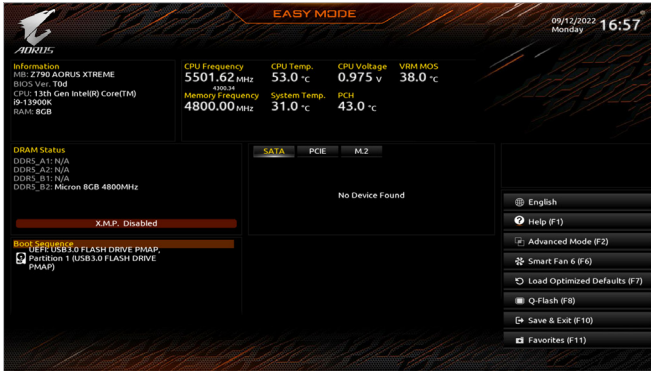 EASY MODE
09/12/2022 16:57
Monday
AORUS
Information
MB: Z790 AORUS XTREME
BIOS Ver. T0d
CPU: 13th Gen Intel(R) Core(TM)
i9-13900K
RAM: 8GB
CPU Frequency CPU Temp. CPU Voltage VRM MOS
5501.62 MHz 53.0 °C 0.975 V 38.0 °C
4300.34
Memory Frequency System Temp. PCH
4800.00 MHz 31.0 °C 43.0 °C
DRAM Status
DDR5_A1: N/A
DDR5_A2: N/A
DDR5_B1: N/A
DDR5_B2: Micron 8GB 4800MHz
X.M.P. Disabled
SATA PCIE M.2
No Device Found
Boot Sequence
UEFI: USB3.0 FLASH DRIVE PMAP,
Partition 1 (USB3.0 FLASH DRIVE
PMAP)
English
Help (F1)
Advanced Mode (F2)
Smart Fan 6 (F6)
Load Optimized Defaults (F7)
Q-Flash (F8)
Save & Exit (F10)
Favorites (F11)